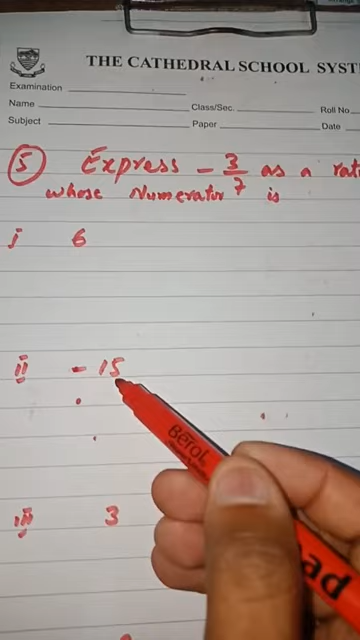 THE CATHEDRAL SCHOOL SYST
Examination
Name Class/Sec. Roll No
Subject Paper Date
5 Express - 3/7 as a rat
whose Numerator is
i 6
ii - 15
Berol
iii 3
ad